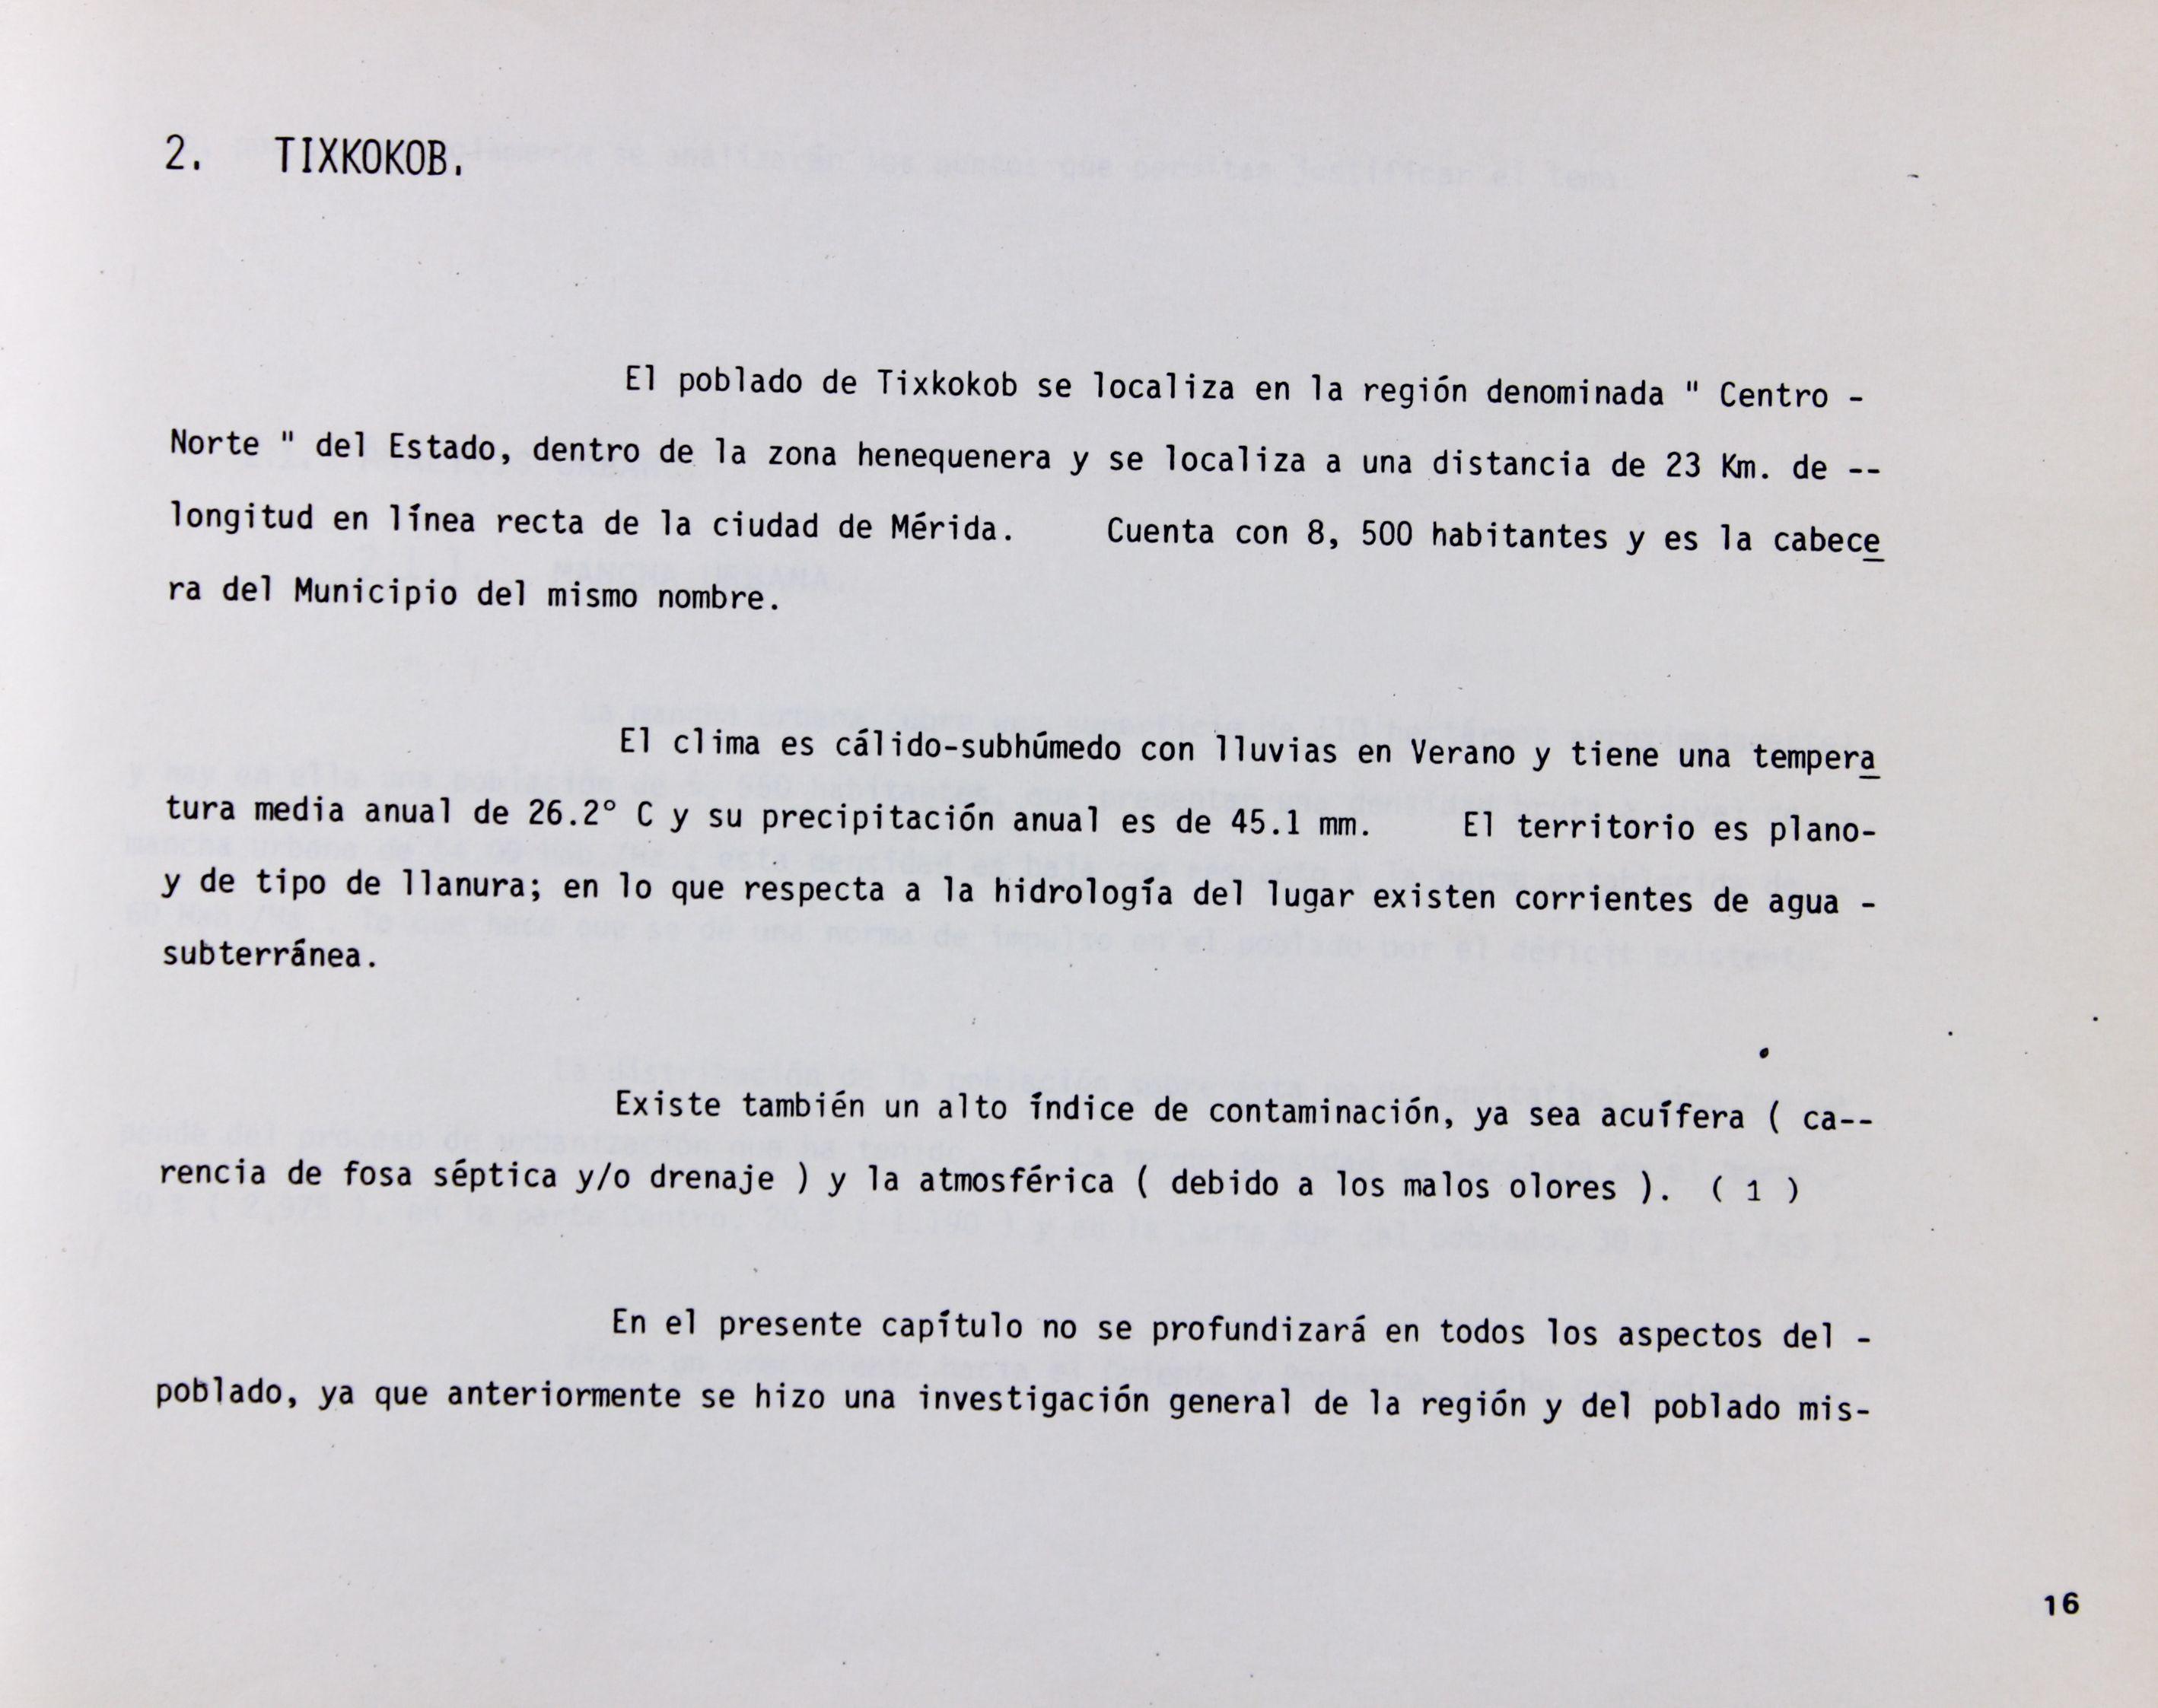 2. TIXKOKOB.
El poblado de Tixkokob se localiza en la región denominada " Centro -
Norte " del Estado, dentro de la zona henequenera y se localiza a una distancia de 23 Km. de --
longitud en línea recta de la ciudad de Mérida. Cuenta con 8, 500 habitantes y es la cabece
ra del Municipio del mismo nombre.
El clima es cálido-subhúmedo con lluvias en Verano y tiene una tempera
tura media anual de 26.2° C y su precipitación anual es de 45.1 mm. El territorio es plano-
y de tipo de llanura; en lo que respecta a la hidrología del lugar existen corrientes de agua -
subterránea.
Existe también un alto índice de contaminación, ya sea acuífera ( ca--
rencia de fosa séptica y/o drenaje ) y la atmosférica ( debido a los malos olores ). ( 1 )
En el presente capítulo no se profundizará en todos los aspectos del -
poblado, ya que anteriormente se hizo una investigación general de la región y del poblado mis-
16